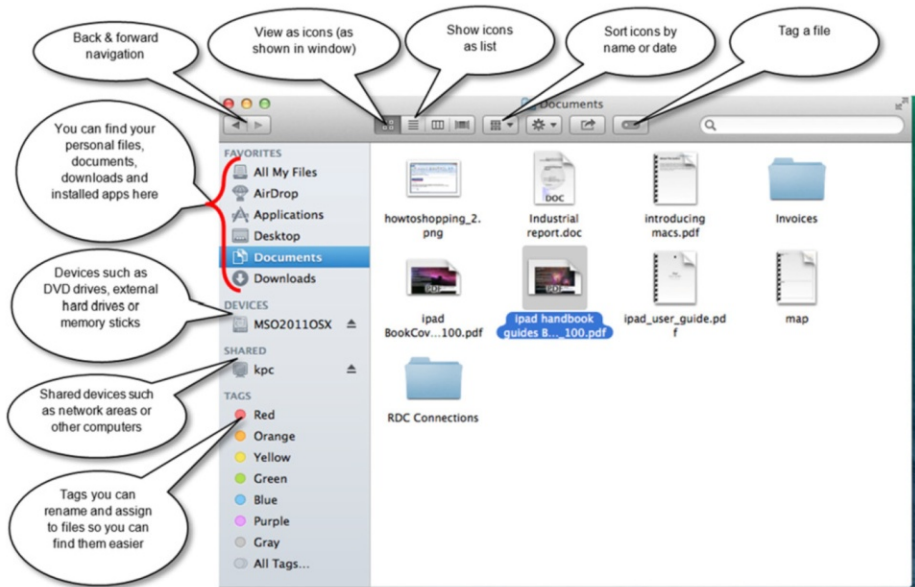 Back & forward
navigation
View as icons (as
shown in window)
Show icons
as list
Sort icons by
name or date
Tag a file
Documents
You can find your
personal files,
documents,
downloads and
installed apps here
FAVORITES
All My Files
AirDrop
Applications
Desktop
Documents
Downloads
Devices such as
DVD drives, external
hard drives or
memory sticks
DEVICES
MSO2011OSX
SHARED
kpc
Shared devices such
as network areas or
other computers
TAGS
Red
Orange
Yellow
Green
Blue
Purple
Gray
All Tags...
Tags you can
rename and assign
to files so you can
find them easier
howtoshopping_2.
png
DOC
Industrial
report.doc
introducing
macs.pdf
Invoices
PDF
ipad
BookCov...100.pdf
PDF
ipad handbook
guides B..._100.pdf
ipad_user_guide.pd
f
map
RDC Connections